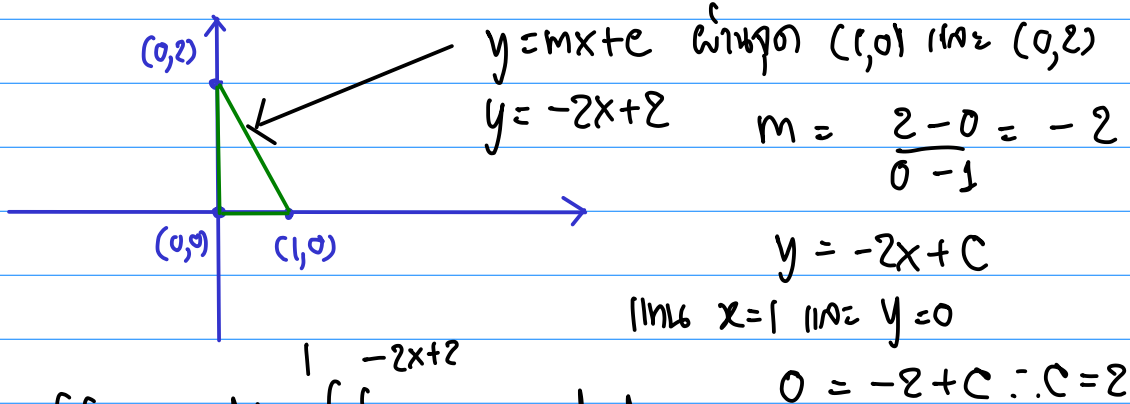 (0,2)
y = mx+c ผ่านจุด (1,0) และ (0,2)
y = -2x+2
m = 2-0 / 0-1 = -2
(0,0) (1,0)
y = -2x+C
แทน x=1 และ y=0
0 = -2+C ∴ C=2
1 -2x+2
∫∫